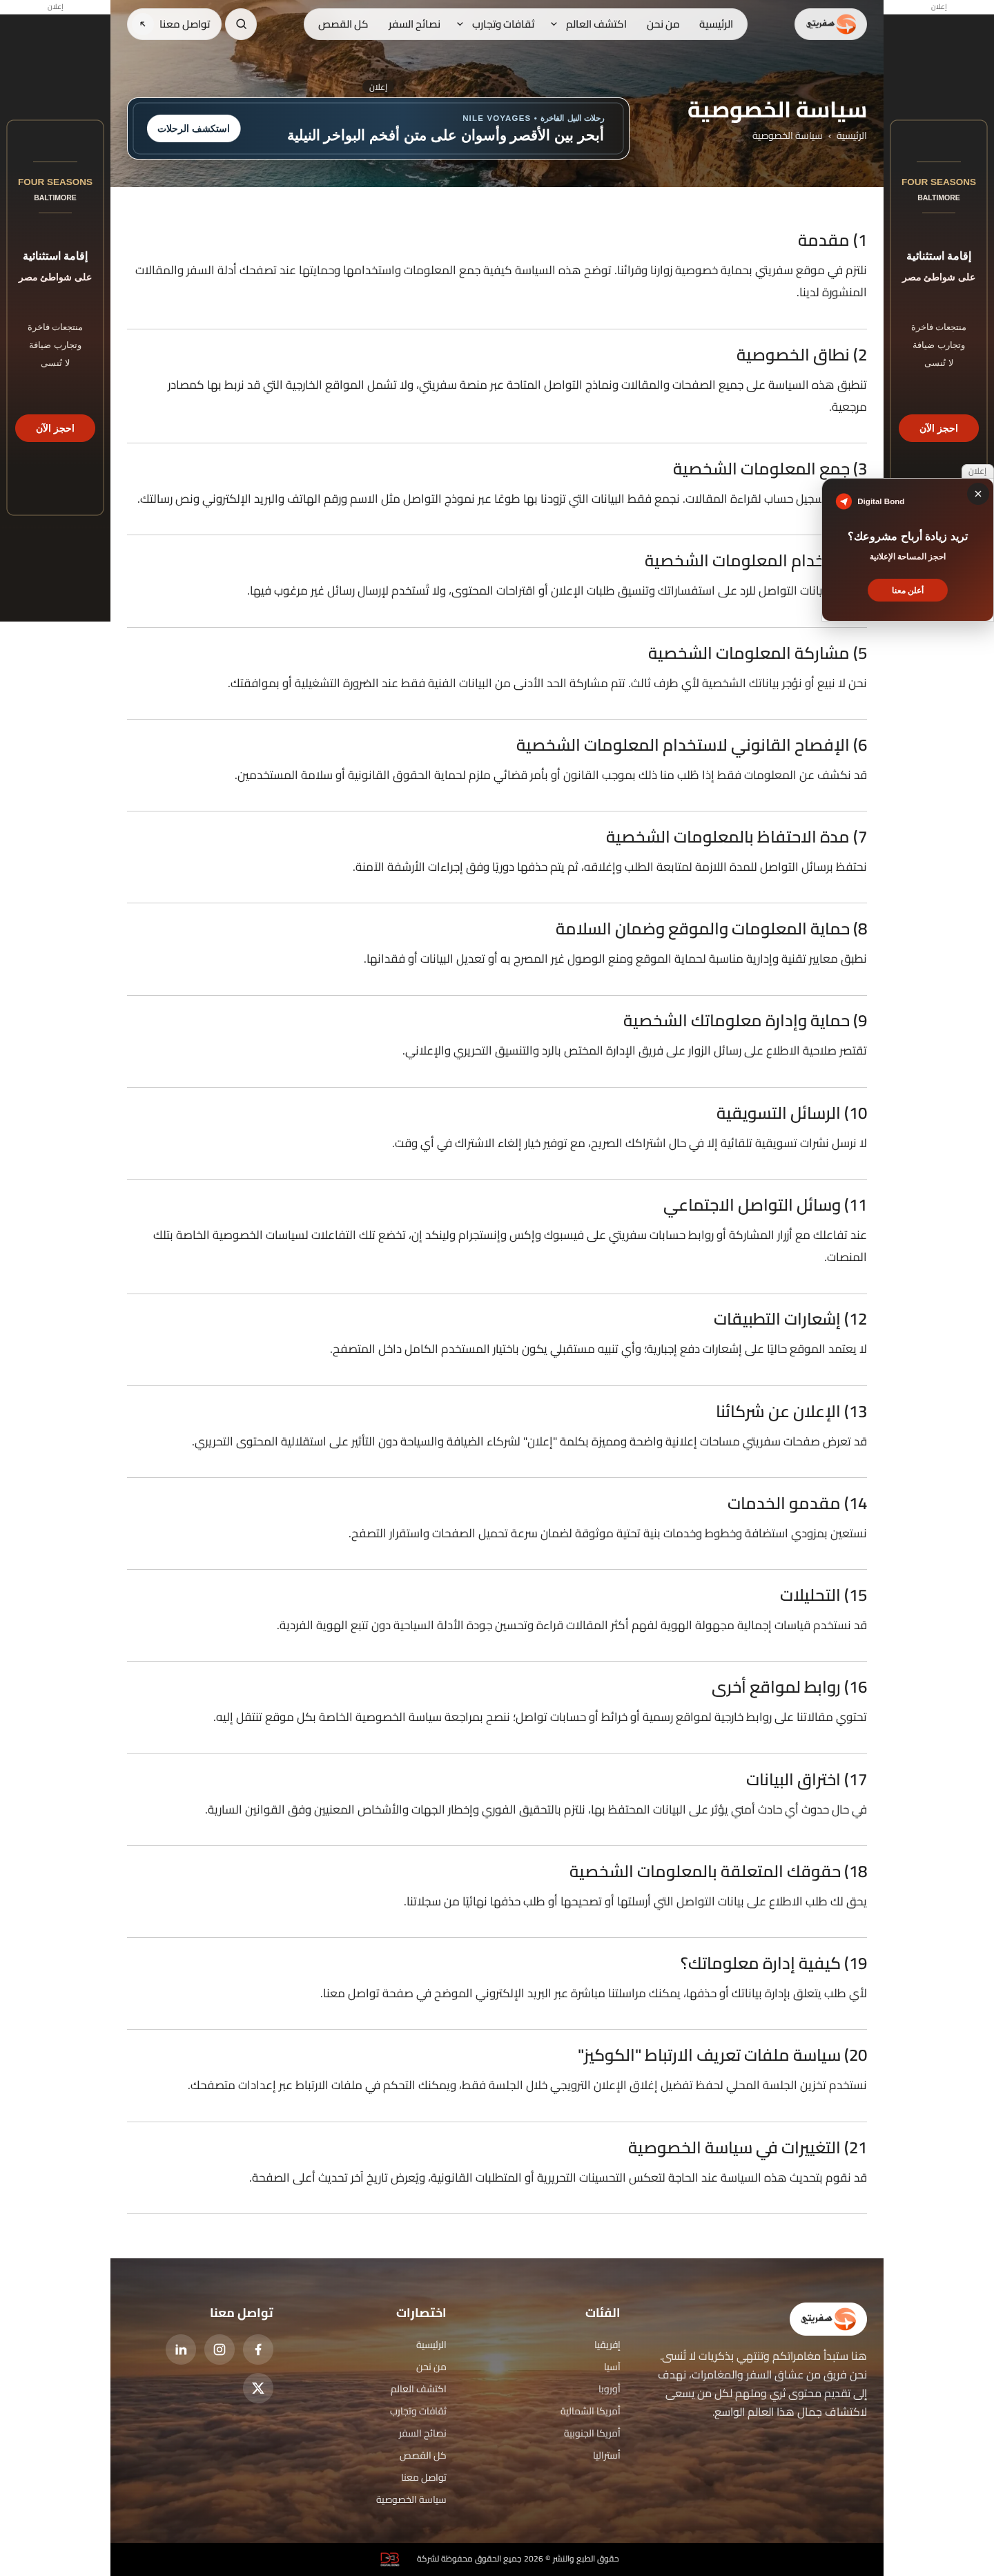 إعلان
إعلان
سفريتي
الرئيسية
من نحن
اكتشف العالم
ثقافات وتجارب
نصائح السفر
كل القصص
تواصل معنا
سياسة الخصوصية
الرئيسية › سياسة الخصوصية
إعلان
رحلات النيل الفاخرة • NILE VOYAGES
أبحر بين الأقصر وأسوان على متن أفخم البواخر النيلية
استكشف الرحلات
FOUR SEASONS
BALTIMORE
إقامة استثنائية
على شواطئ مصر
منتجعات فاخرة
وتجارب ضيافة
لا تُنسى
احجز الآن
FOUR SEASONS
BALTIMORE
إقامة استثنائية
على شواطئ مصر
منتجعات فاخرة
وتجارب ضيافة
لا تُنسى
احجز الآن
إعلان
Digital Bond
تريد زيادة أرباح مشروعك؟
احجز المساحة الإعلانية
أعلن معنا
1) مقدمة
نلتزم في موقع سفريتي بحماية خصوصية زوارنا وقرائنا. توضح هذه السياسة كيفية جمع المعلومات واستخدامها وحمايتها عند تصفحك أدلة السفر والمقالات
المنشورة لدينا.
2) نطاق الخصوصية
تنطبق هذه السياسة على جميع الصفحات والمقالات ونماذج التواصل المتاحة عبر منصة سفريتي، ولا تشمل المواقع الخارجية التي قد نربط بها كمصادر
مرجعية.
3) جمع المعلومات الشخصية
سجيل حساب لقراءة المقالات. نجمع فقط البيانات التي تزودنا بها طوعًا عبر نموذج التواصل مثل الاسم ورقم الهاتف والبريد الإلكتروني ونص رسالتك.
خدام المعلومات الشخصية
يانات التواصل للرد على استفساراتك وتنسيق طلبات الإعلان أو اقتراحات المحتوى، ولا تُستخدم لإرسال رسائل غير مرغوب فيها.
5) مشاركة المعلومات الشخصية
نحن لا نبيع أو نؤجر بياناتك الشخصية لأي طرف ثالث. تتم مشاركة الحد الأدنى من البيانات الفنية فقط عند الضرورة التشغيلية أو بموافقتك.
6) الإفصاح القانوني لاستخدام المعلومات الشخصية
قد نكشف عن المعلومات فقط إذا طُلب منا ذلك بموجب القانون أو بأمر قضائي ملزم لحماية الحقوق القانونية أو سلامة المستخدمين.
7) مدة الاحتفاظ بالمعلومات الشخصية
نحتفظ برسائل التواصل للمدة اللازمة لمتابعة الطلب وإغلاقه، ثم يتم حذفها دوريًا وفق إجراءات الأرشفة الآمنة.
8) حماية المعلومات والموقع وضمان السلامة
نطبق معايير تقنية وإدارية مناسبة لحماية الموقع ومنع الوصول غير المصرح به أو تعديل البيانات أو فقدانها.
9) حماية وإدارة معلوماتك الشخصية
تقتصر صلاحية الاطلاع على رسائل الزوار على فريق الإدارة المختص بالرد والتنسيق التحريري والإعلاني.
10) الرسائل التسويقية
لا نرسل نشرات تسويقية تلقائية إلا في حال اشتراكك الصريح، مع توفير خيار إلغاء الاشتراك في أي وقت.
11) وسائل التواصل الاجتماعي
عند تفاعلك مع أزرار المشاركة أو روابط حسابات سفريتي على فيسبوك وإكس وإنستجرام ولينكد إن، تخضع تلك التفاعلات لسياسات الخصوصية الخاصة بتلك
المنصات.
12) إشعارات التطبيقات
لا يعتمد الموقع حاليًا على إشعارات دفع إجبارية؛ وأي تنبيه مستقبلي يكون باختيار المستخدم الكامل داخل المتصفح.
13) الإعلان عن شركائنا
قد تعرض صفحات سفريتي مساحات إعلانية واضحة ومميزة بكلمة "إعلان" لشركاء الضيافة والسياحة دون التأثير على استقلالية المحتوى التحريري.
14) مقدمو الخدمات
نستعين بمزودي استضافة وخطوط وخدمات بنية تحتية موثوقة لضمان سرعة تحميل الصفحات واستقرار التصفح.
15) التحليلات
قد نستخدم قياسات إجمالية مجهولة الهوية لفهم أكثر المقالات قراءة وتحسين جودة الأدلة السياحية دون تتبع الهوية الفردية.
16) روابط لمواقع أخرى
تحتوي مقالاتنا على روابط خارجية لمواقع رسمية أو خرائط أو حسابات تواصل؛ ننصح بمراجعة سياسة الخصوصية الخاصة بكل موقع تنتقل إليه.
17) اختراق البيانات
في حال حدوث أي حادث أمني يؤثر على البيانات المحتفظ بها، نلتزم بالتحقيق الفوري وإخطار الجهات والأشخاص المعنيين وفق القوانين السارية.
18) حقوقك المتعلقة بالمعلومات الشخصية
يحق لك طلب الاطلاع على بيانات التواصل التي أرسلتها أو تصحيحها أو طلب حذفها نهائيًا من سجلاتنا.
19) كيفية إدارة معلوماتك؟
لأي طلب يتعلق بإدارة بياناتك أو حذفها، يمكنك مراسلتنا مباشرة عبر البريد الإلكتروني الموضح في صفحة تواصل معنا.
20) سياسة ملفات تعريف الارتباط "الكوكيز"
نستخدم تخزين الجلسة المحلي لحفظ تفضيل إغلاق الإعلان الترويجي خلال الجلسة فقط، ويمكنك التحكم في ملفات الارتباط عبر إعدادات متصفحك.
21) التغييرات في سياسة الخصوصية
قد نقوم بتحديث هذه السياسة عند الحاجة لتعكس التحسينات التحريرية أو المتطلبات القانونية، ويُعرض تاريخ آخر تحديث أعلى الصفحة.
سفريتي
هنا ستبدأ مغامراتكم وتنتهي بذكريات لا تُنسى.
نحن فريق من عشاق السفر والمغامرات، نهدف
إلى تقديم محتوى ثري وملهم لكل من يسعى
لاكتشاف جمال هذا العالم الواسع.
الفئات
إفريقيا
آسيا
أوروبا
أمريكا الشمالية
أمريكا الجنوبية
أستراليا
اختصارات
الرئيسية
من نحن
اكتشف العالم
ثقافات وتجارب
نصائح السفر
كل القصص
تواصل معنا
سياسة الخصوصية
تواصل معنا
حقوق الطبع والنشر © 2026 جميع الحقوق محفوظة لشركة